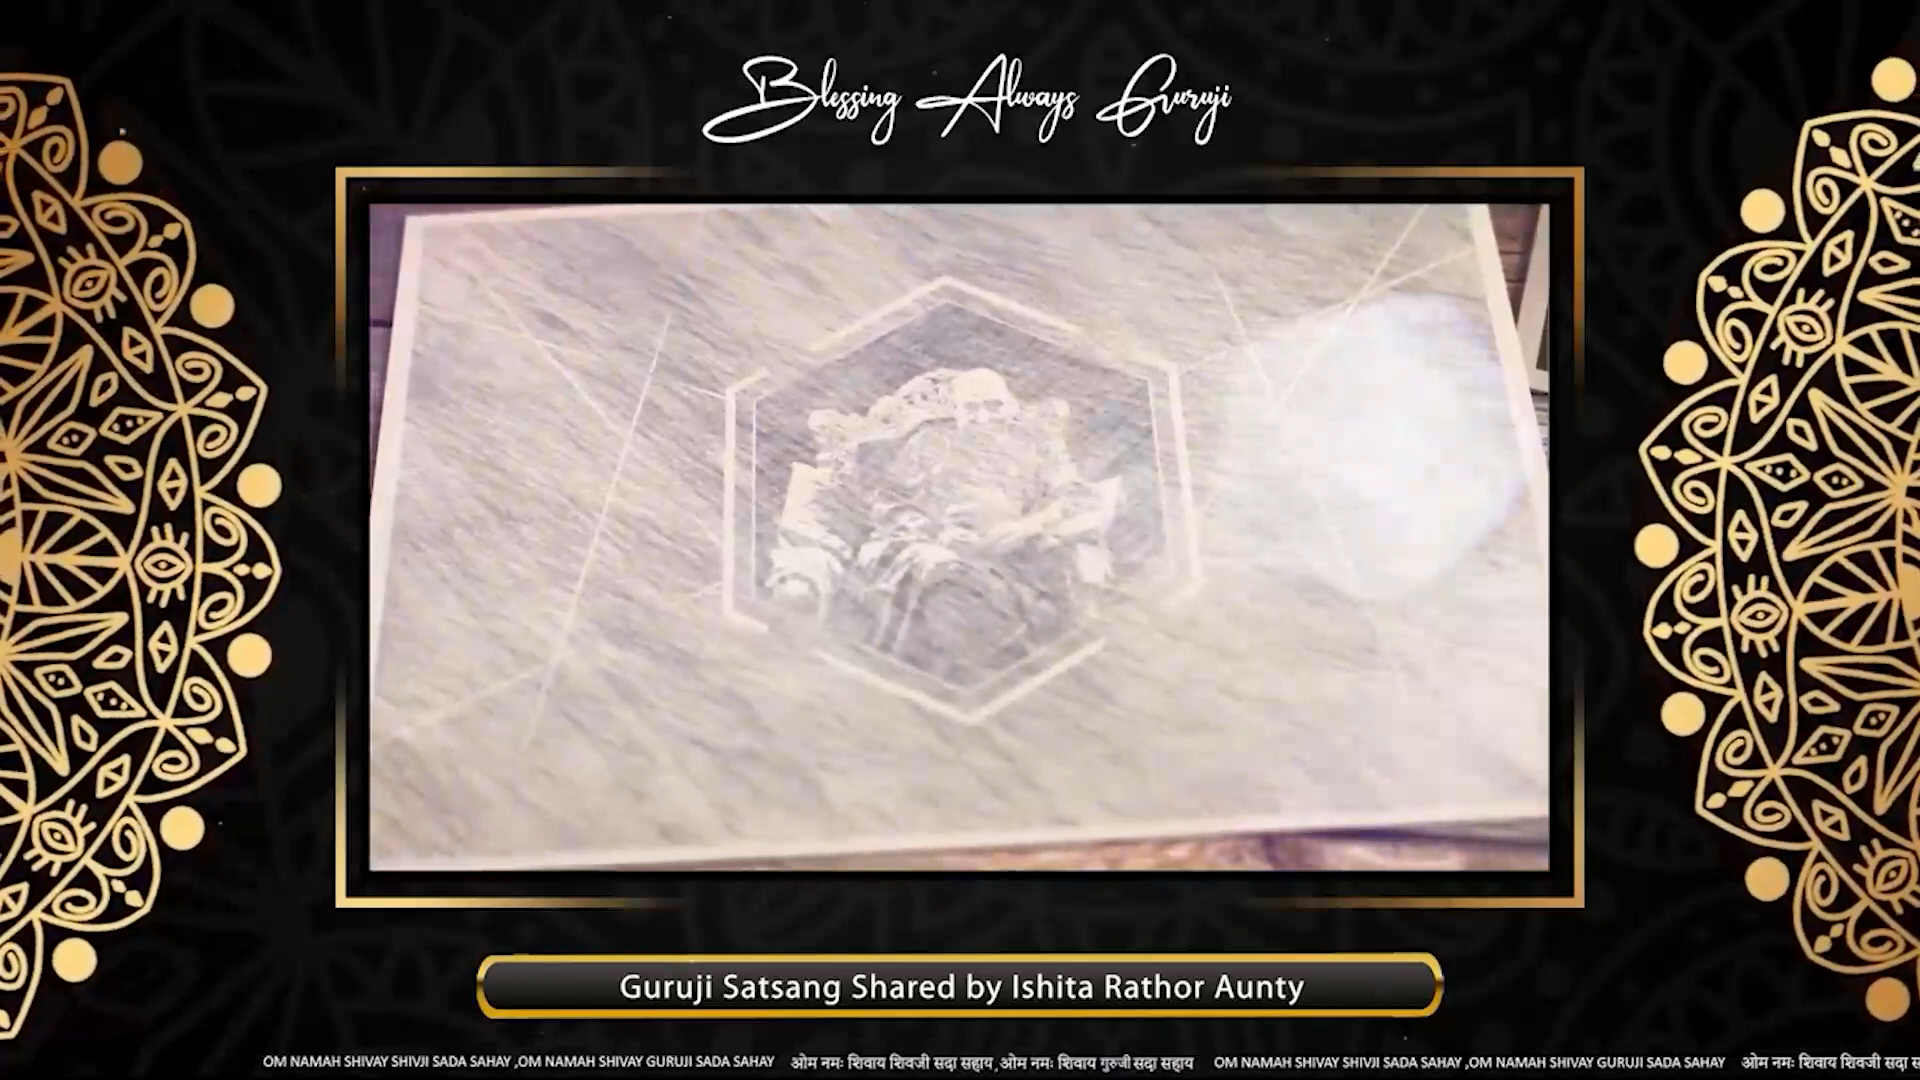 Blessing Always Guruji
Guruji Satsang Shared by Ishita Rathor Aunty
OM NAMAH SHIVAY SHIVJI SADA SAHAY ,OM NAMAH SHIVAY GURUJI SADA SAHAY ओम नमः शिवाय शिवजी सदा सहाय ,ओम नमः शिवाय गुरुजी सदा सहाय OM NAMAH SHIVAY SHIVJI SADA SAHAY ,OM NAMAH SHIVAY GURUJI SADA SAHAY ओम नमः शिवाय शिवजी सदा स